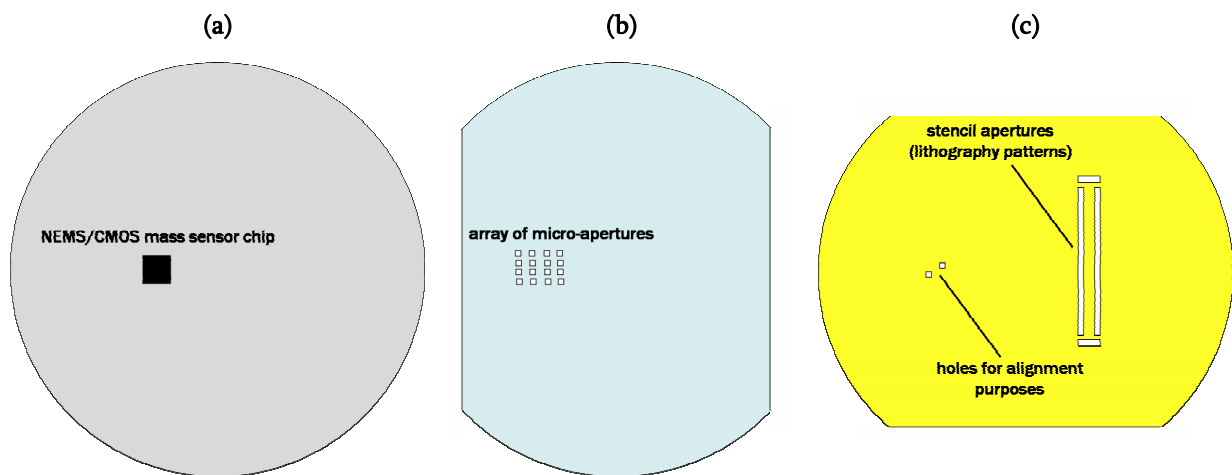 (a)
(b)
(c)
NEMS/CMOS mass sensor chip
array of micro-apertures
stencil apertures
(lithography patterns)
holes for alignment
purposes